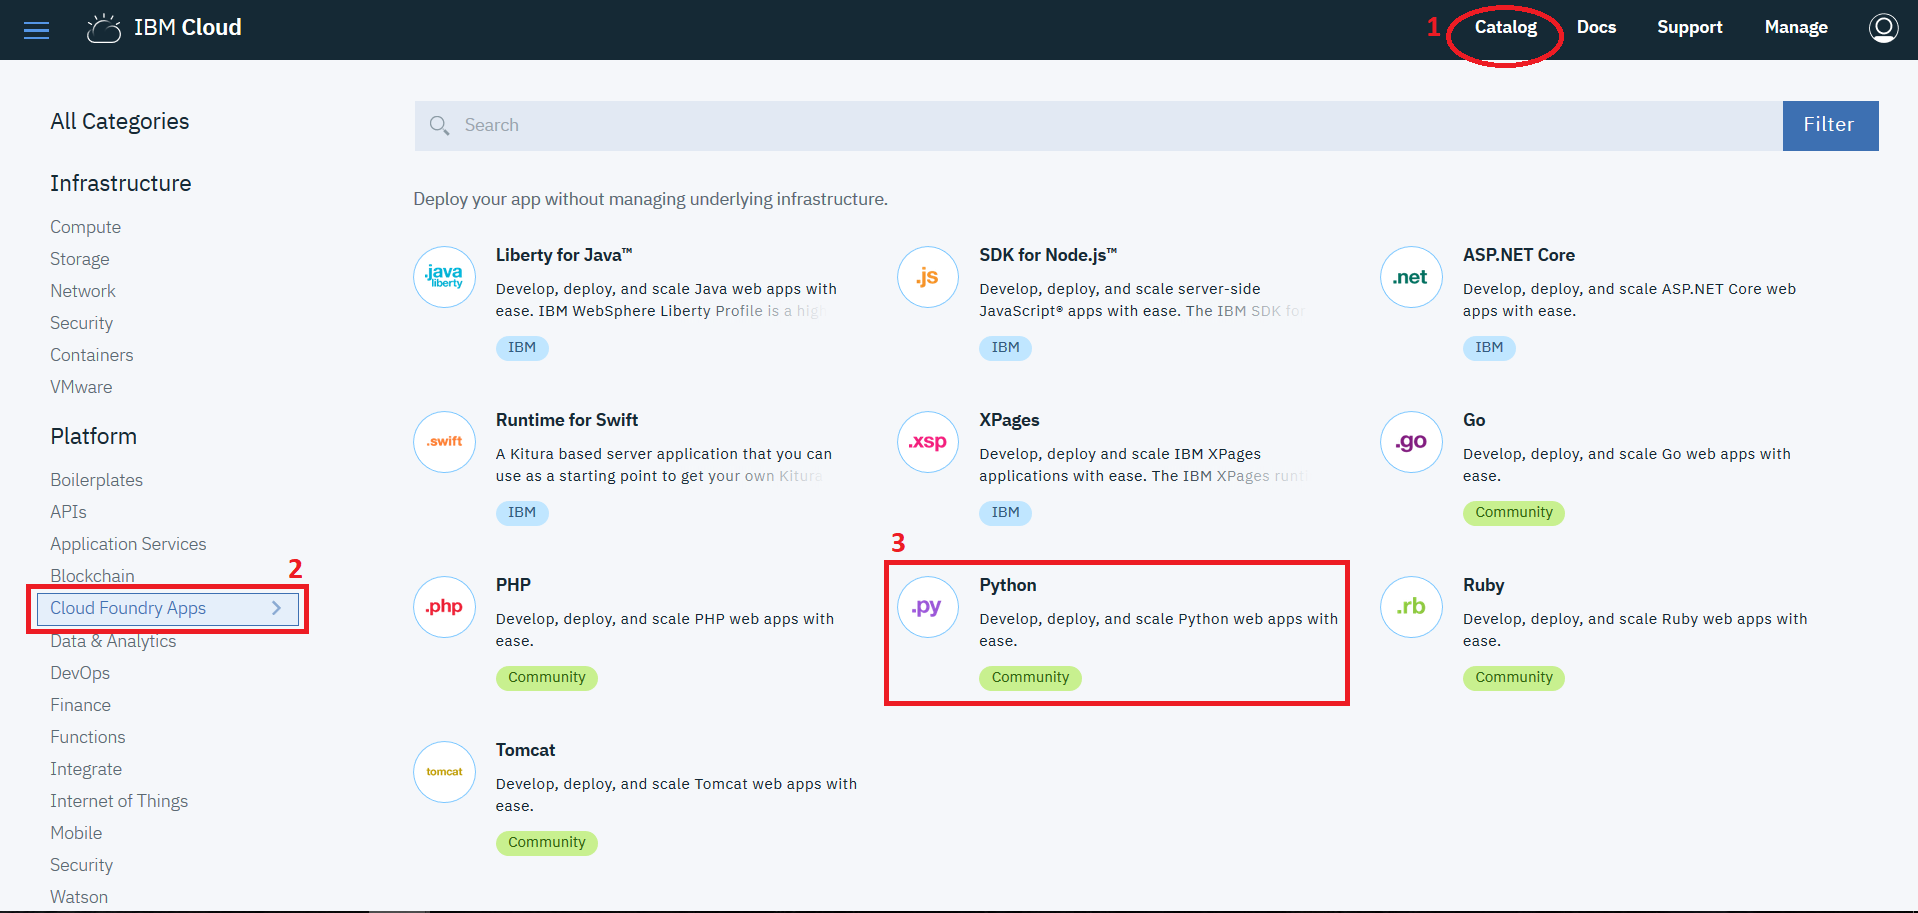 IBM Cloud
1
Catalog
Docs
Support
Manage
All Categories
Infrastructure
Compute
Storage
Network
Security
Containers
VMware
Platform
Boilerplates
APIs
Application Services
Blockchain
2
Cloud Foundry Apps
Data & Analytics
DevOps
Finance
Functions
Integrate
Internet of Things
Mobile
Security
Watson
Search
Filter
Deploy your app without managing underlying infrastructure.
.java
liberty
Liberty for Java™
Develop, deploy, and scale Java web apps with
ease. IBM WebSphere Liberty Profile is a high
IBM
.js
SDK for Node.js™
Develop, deploy, and scale server-side
JavaScript® apps with ease. The IBM SDK for
IBM
.net
ASP.NET Core
Develop, deploy, and scale ASP.NET Core web
apps with ease.
IBM
.swift
Runtime for Swift
A Kitura based server application that you can
use as a starting point to get your own Kitura
IBM
.xsp
XPages
Develop, deploy and scale IBM XPages
applications with ease. The IBM XPages runt
IBM
.go
Go
Develop, deploy, and scale Go web apps with
ease.
Community
.php
PHP
Develop, deploy, and scale PHP web apps with
ease.
Community
3
.py
Python
Develop, deploy, and scale Python web apps with
ease.
Community
.rb
Ruby
Develop, deploy, and scale Ruby web apps with
ease.
Community
tomcat
Tomcat
Develop, deploy, and scale Tomcat web apps with
ease.
Community